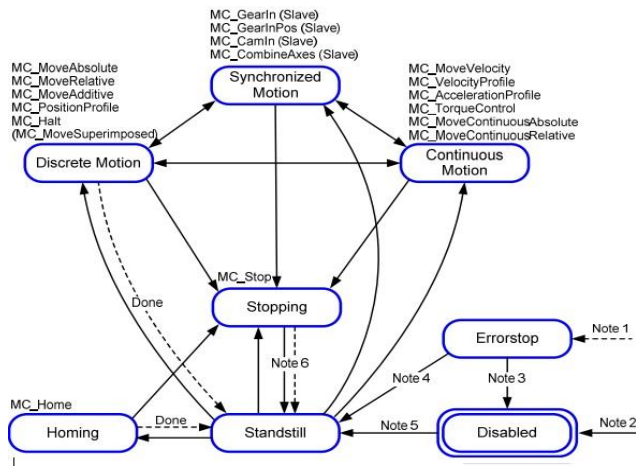 MC_GearIn (Slave)
MC_GearInPos (Slave)
MC_CamIn (Slave)
MC_CombineAxes (Slave)
Synchronized
Motion
MC_MoveAbsolute
MC_MoveRelative
MC_MoveAdditive
MC_PositionProfile
MC_Halt
(MC_MoveSuperimposed)
Discrete Motion
MC_MoveVelocity
MC_VelocityProfile
MC_AccelerationProfile
MC_TorqueControl
MC_MoveContinuousAbsolute
MC_MoveContinuousRelative
Continuous
Motion
MC_Stop
Stopping
Done
Note 6
Errorstop
Note 1
Note 4
Note 3
MC_Home
Homing
Done
Standstill
Note 5
Disabled
Note 2